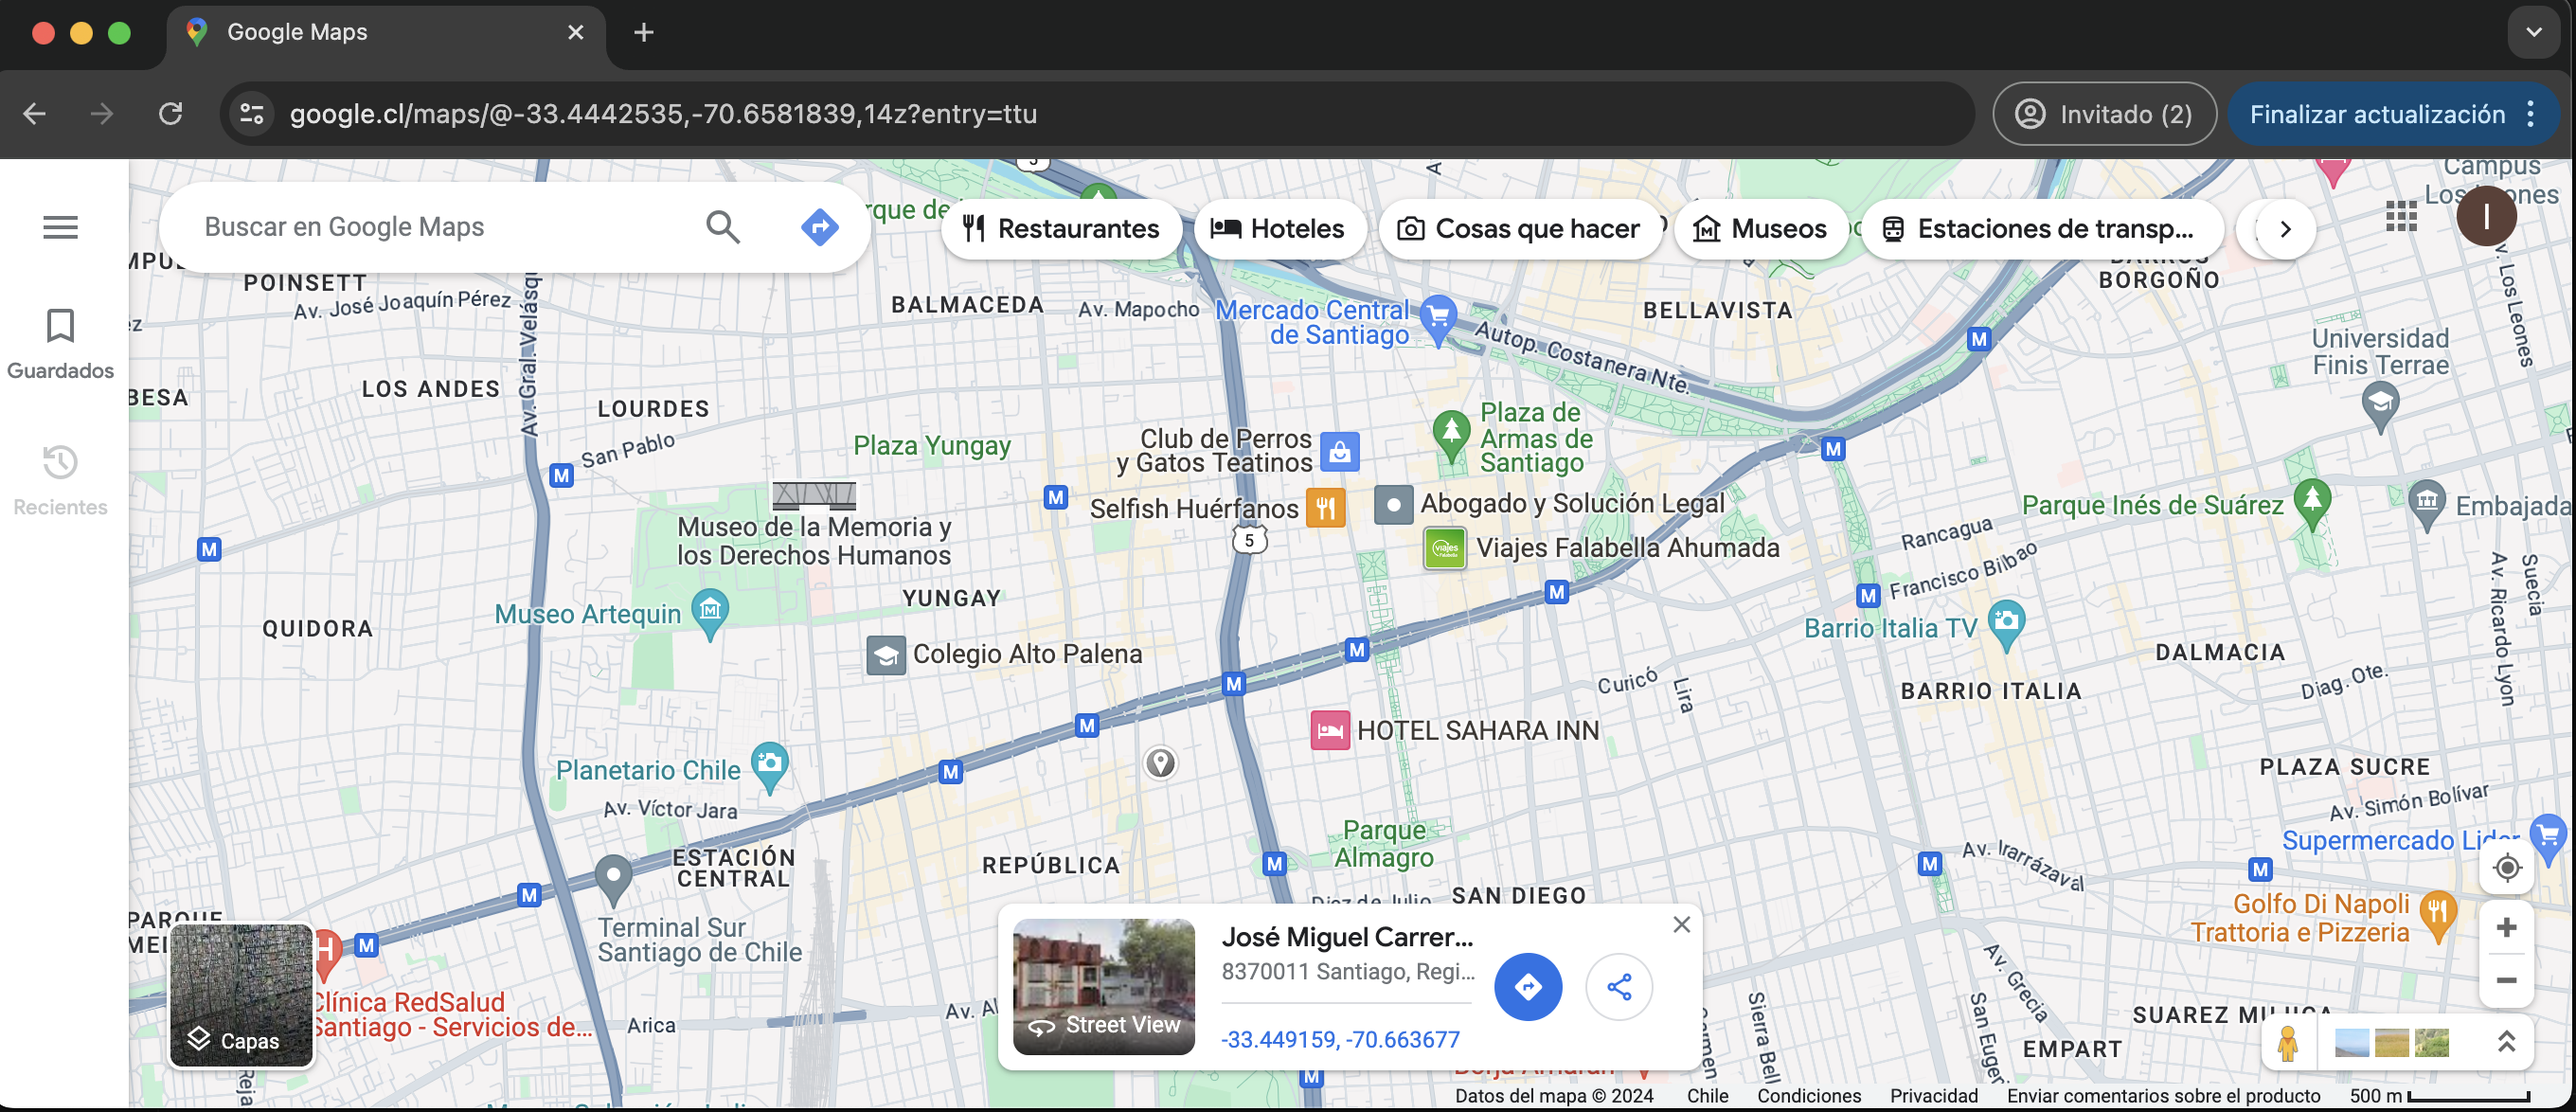 Google Maps
google.cl/maps/@-33.4442535,-70.6581839,14z?entry=ttu
Invitado (2)
Finalizar actualización
Buscar en Google Maps
Restaurantes
Hoteles
Cosas que hacer
Museos
Estaciones de transp...
Campus
I
Guardados
Recientes
POINSETT
Av. José Joaquín Pérez
BALMACEDA
Av. Mapocho
Mercado Central
de Santiago
BELLAVISTA
BORGOÑO
Av. Gral. Velásqu
Autop. Costanera Nte.
Universidad
Finis Terrae
v. Los Leones
BESA
LOS ANDES
LOURDES
San Pablo
Plaza Yungay
Club de Perros
y Gatos Teatinos
Plaza de
Armas de
Santiago
Selfish Huérfanos
Abogado y Solución Legal
Viajes Falabella Ahumada
5
Parque Inés de Suárez
Embajada
Museo de la Memoria y
los Derechos Humanos
Rancagua
Francisco Bilbao
Suecia
Av. Ricardo Lyon
YUNGAY
Museo Artequin
QUIDORA
Barrio Italia TV
Colegio Alto Palena
DALMACIA
Curicó
Lira
BARRIO ITALIA
Diag. Ote.
HOTEL SAHARA INN
Planetario Chile
PLAZA SUCRE
Av. Víctor Jara
Av. Simón Bolívar
Parque
Almagro
Supermercado Lider
ESTACIÓN
CENTRAL
REPÚBLICA
Av. Irarrázaval
SAN DIEGO
Diez de Julio
PARQUE
Terminal Sur
Santiago de Chile
Golfo Di Napoli
Trattoria e Pizzeria
Av. Grecia
Clínica RedSalud
Santiago - Servicios de...
Arica
Capas
José Miguel Carrer...
8370011 Santiago, Regi...
Street View
-33.449159, -70.663677
Sierra Bell
San Euger
EMPART
Datos del mapa © 2024
Chile
Condiciones
Privacidad
Enviar comentarios sobre el producto
500 m